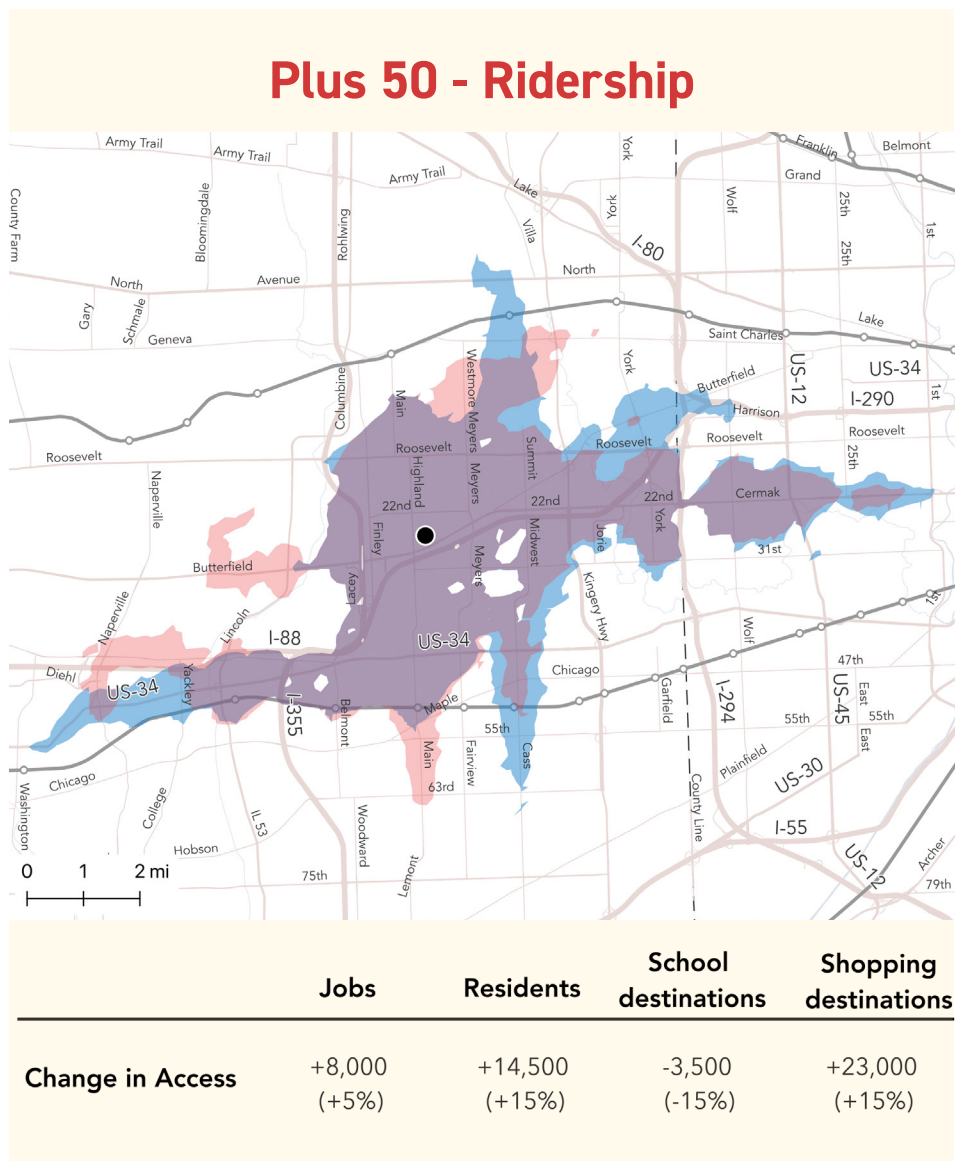 Plus 50 - Ridership
Army Trail
Army Trail
Army Trail
York
Franklin
Belmont
Grand
Lake
County Farm
Bloomingdale
Rohlwing
York
Wolf
25th
1st
Villa
I-80
25th
North
Avenue
North
Gary
Schmale
Geneva
Saint Charles
Lake
Columbine
Main
Westmore Meyers
York
Butterfield
US-12
US-34
1st
I-290
Harrison
Roosevelt
Roosevelt
Summit
Roosevelt
Roosevelt
Roosevelt
25th
Naperville
Highland
Meyers
22nd
22nd
22nd
Cermak
Finley
Midwest
Jorie
York
31st
Butterfield
Lacey
Meyers
Kingery Hwy
1st
Naperville
Lincoln
I-88
US-34
Wolf
Diehl
US-34
Yackley
Chicago
47th
I-355
Belmont
Maple
Garfield
I-294
US-45
East
55th
55th
55th
East
Main
Fairview
Cass
Plainfield
US-30
63rd
Chicago
Washington
College
IL 53
Woodward
County Line
I-55
Hobson
US-12
Archer
75th
Lemont
79th
0 1 2 mi
Jobs
Residents
School
destinations
Shopping
destinations
Change in Access
+8,000
(+5%)
+14,500
(+15%)
-3,500
(-15%)
+23,000
(+15%)